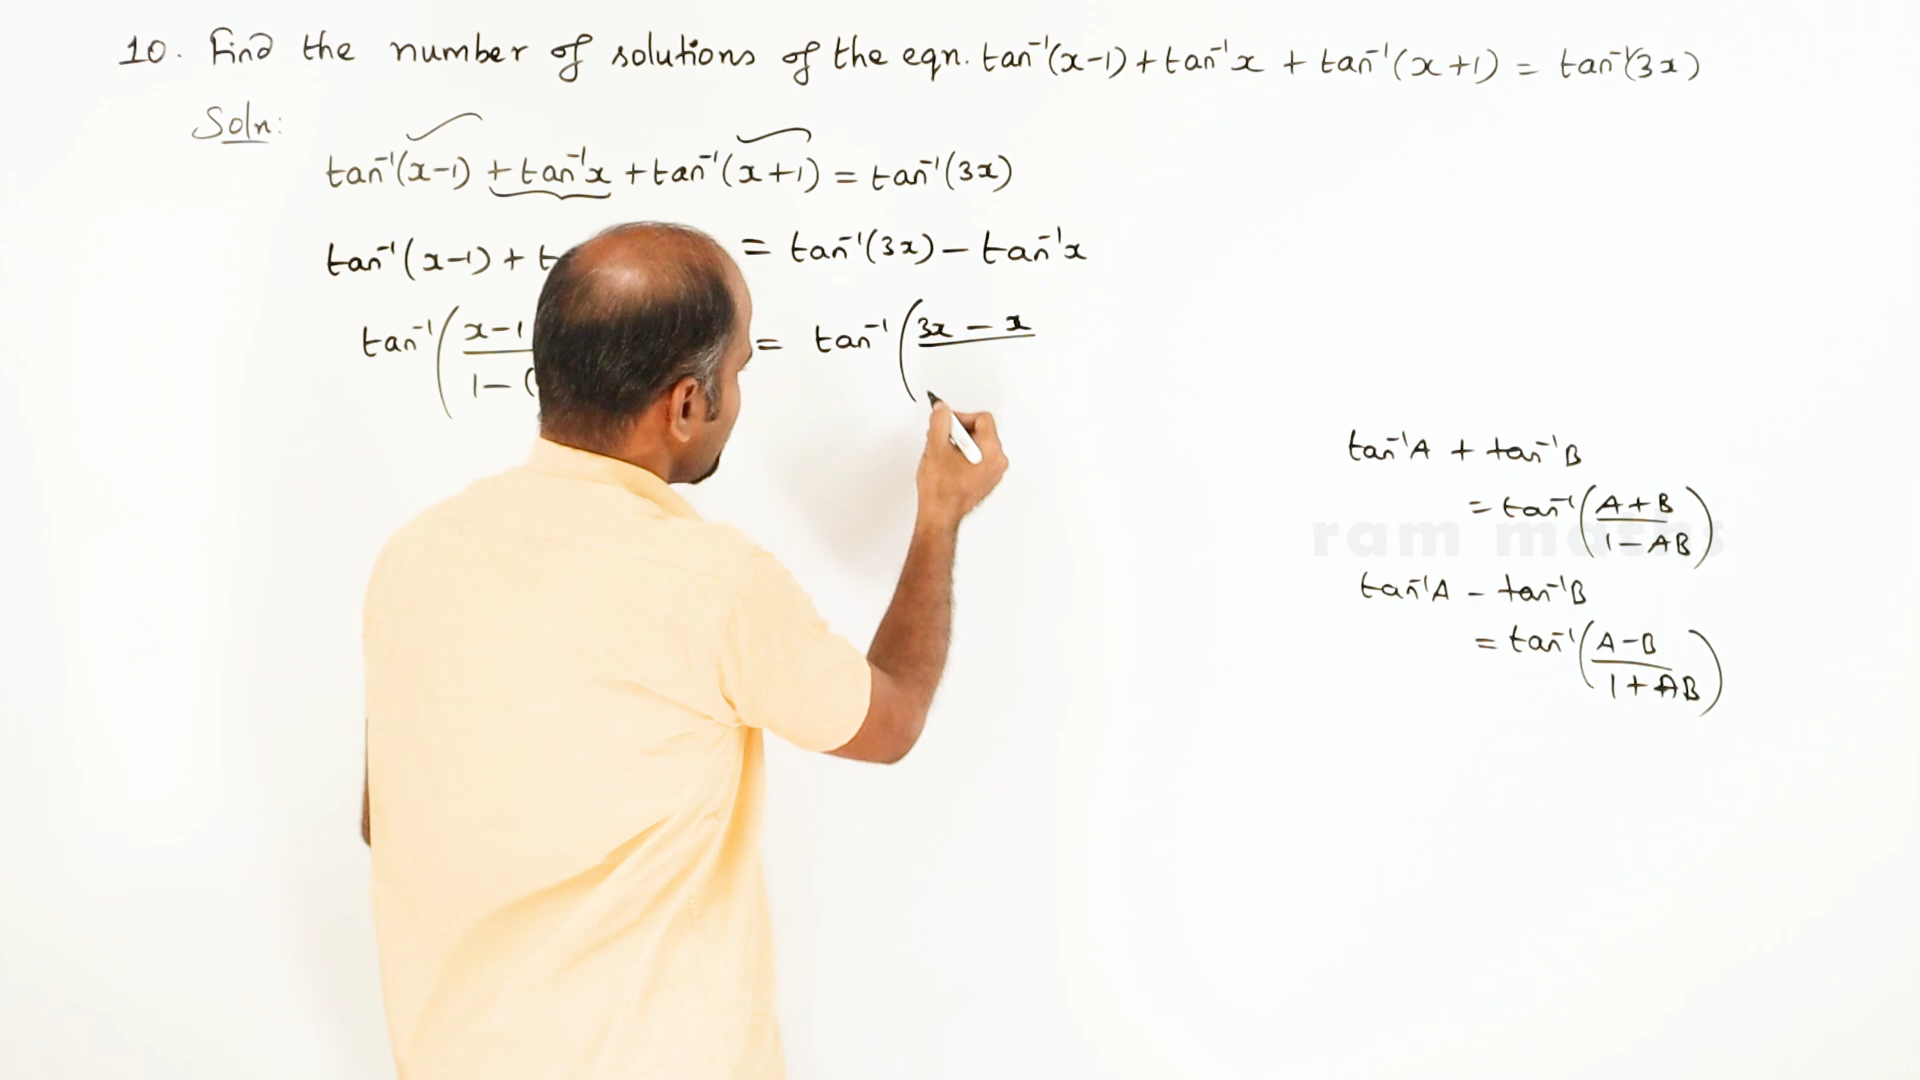 10. Find the number of solutions of the eqn. tan⁻¹(x-1) + tan⁻¹x + tan⁻¹(x+1) = tan⁻¹(3x)
Soln:
tan⁻¹(x-1) + tan⁻¹x + tan⁻¹(x+1) = tan⁻¹(3x)
tan⁻¹(x-1) + t = tan⁻¹(3x) - tan⁻¹x
tan⁻¹( x-1 = tan⁻¹( 3x - x
1 - (
tan⁻¹A + tan⁻¹B
= tan⁻¹( A+B
1-AB )
tan⁻¹A - tan⁻¹B
= tan⁻¹( A-B
1+AB )
ram maths